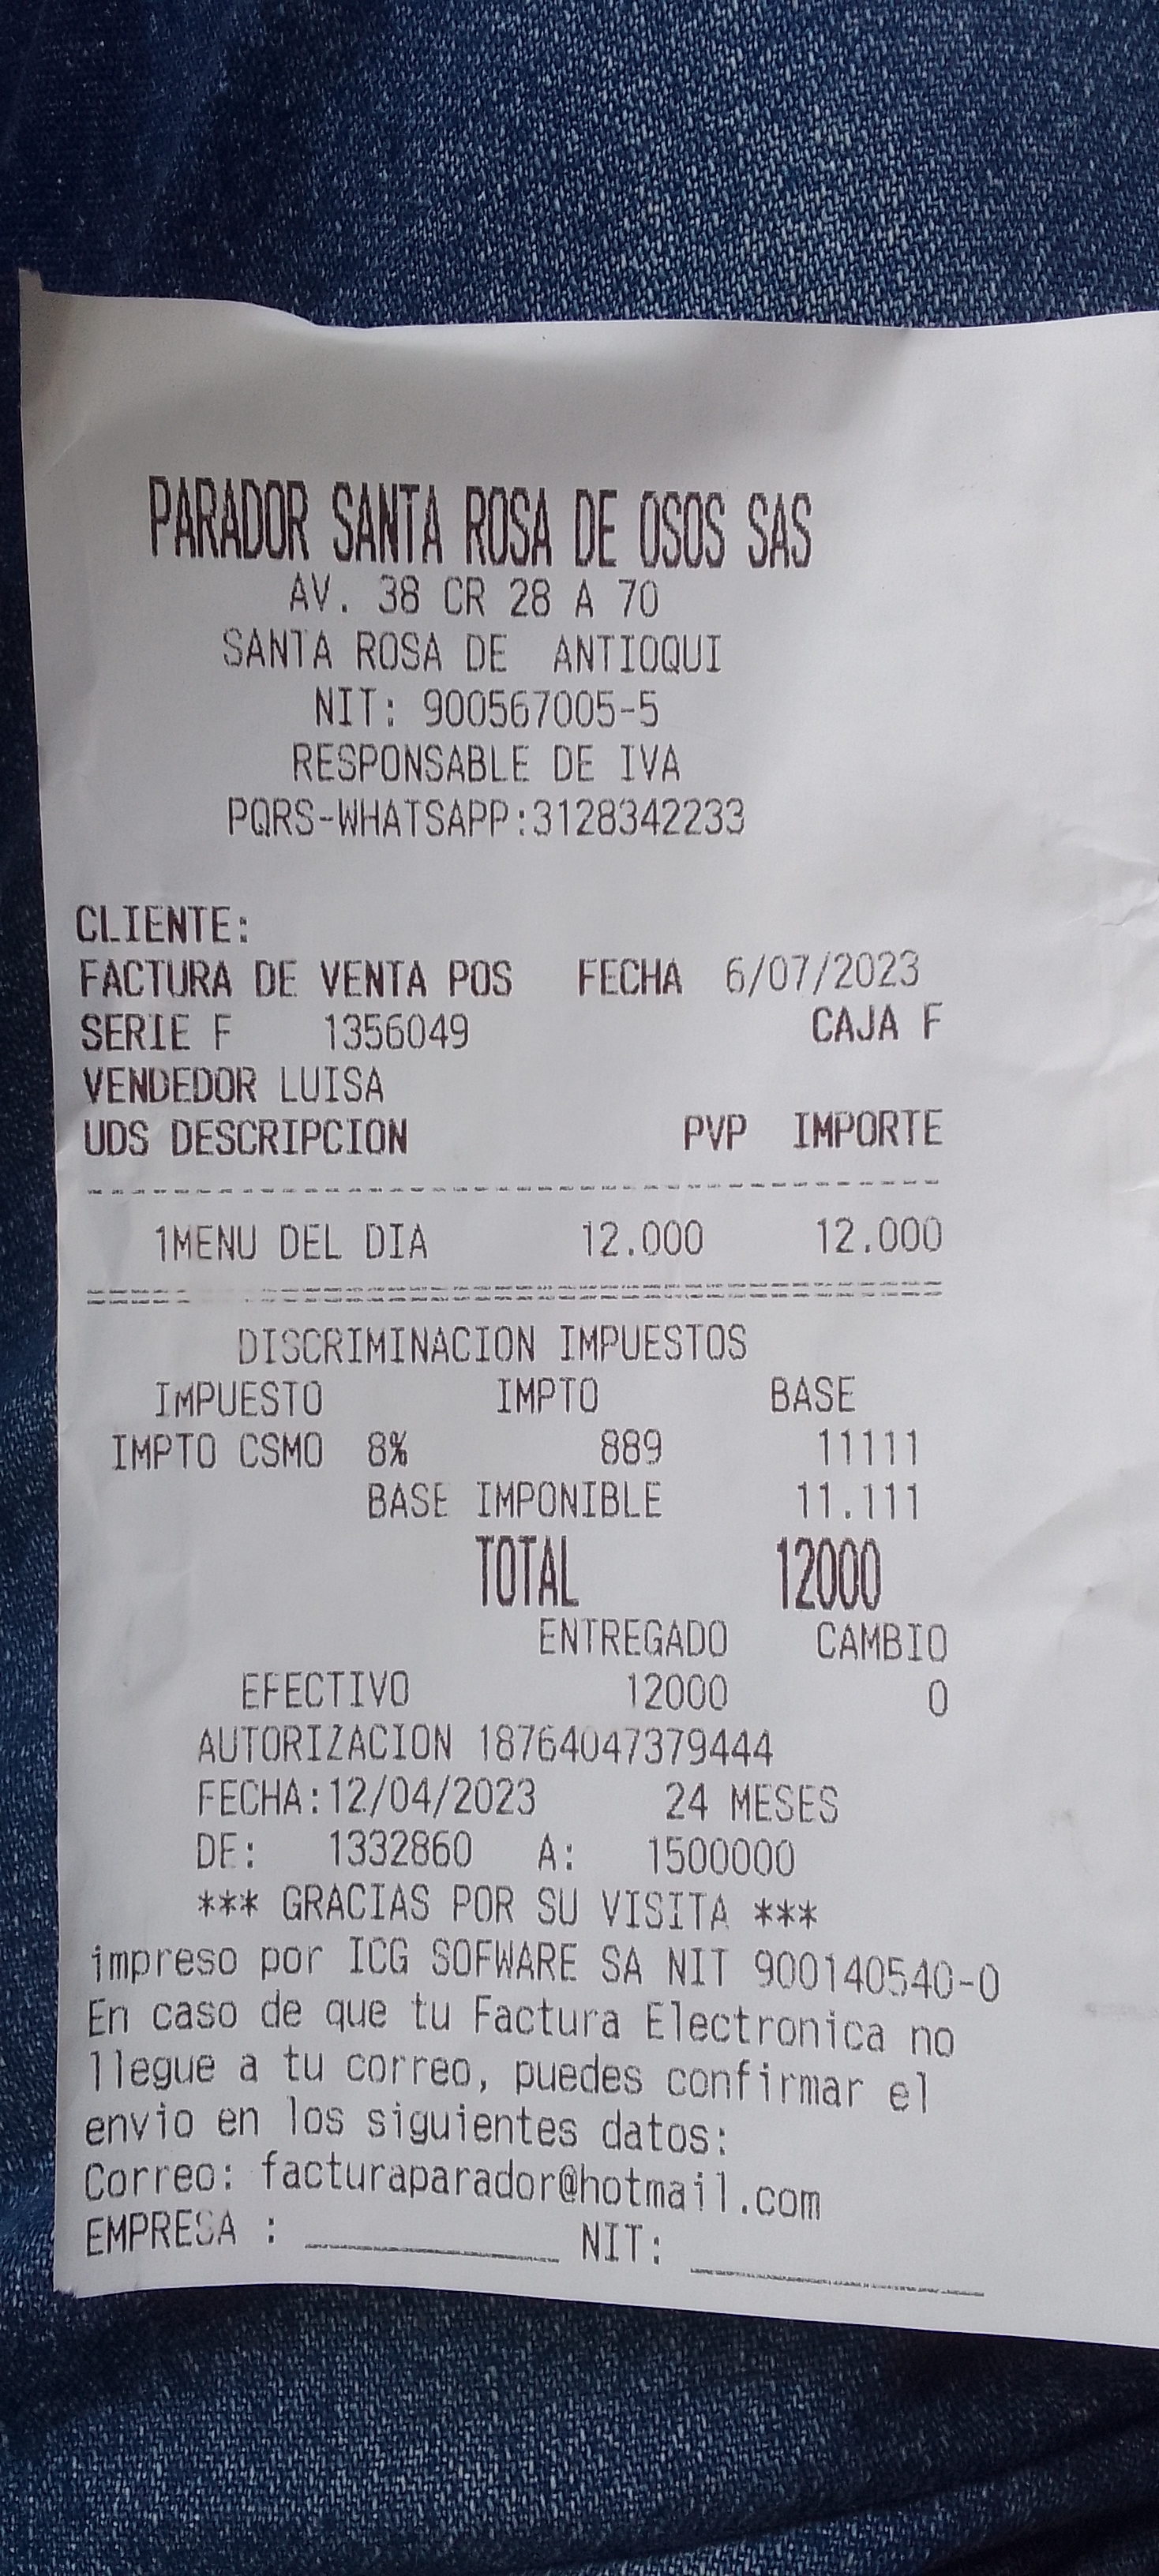 PARADOR SANTA ROSA DE OSOS SAS
AV. 38 CR 28 A 70
SANTA ROSA DE ANTIOQUI
NIT: 900567005-5
RESPONSABLE DE IVA
PQRS-WHATSAPP:3128342233
CLIENTE:
FACTURA DE VENTA POS FECHA 6/07/2023
SERIE F 1356049 CAJA F
VENDEDOR LUISA
UDS DESCRIPCION PVP IMPORTE
1MENU DEL DIA 12.000 12.000
DISCRIMINACION IMPUESTOS
IMPUESTO IMPTO BASE
IMPTO CSMO 8% 889 11111
BASE IMPONIBLE 11.111
TOTAL 12000
ENTREGADO CAMBIO
EFECTIVO 12000 0
AUTORIZACION 18764047379444
FECHA:12/04/2023 24 MESES
DE: 1332860 A: 1500000
*** GRACIAS POR SU VISITA ***
impreso por ICG SOFWARE SA NIT 900140540-0
En caso de que tu Factura Electronica no
llegue a tu correo, puedes confirmar el
envio en los siguientes datos:
Correo: facturaparador@hotmail.com
EMPRESA : ____________ NIT: ______________